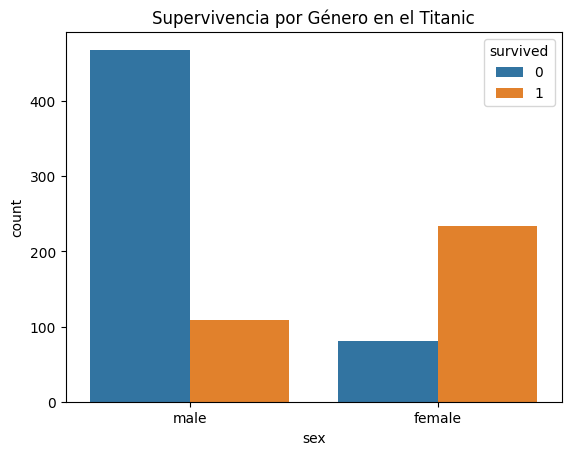 Supervivencia por Género en el Titanic
survived
0
1
count
400
300
200
100
0
male
female
sex